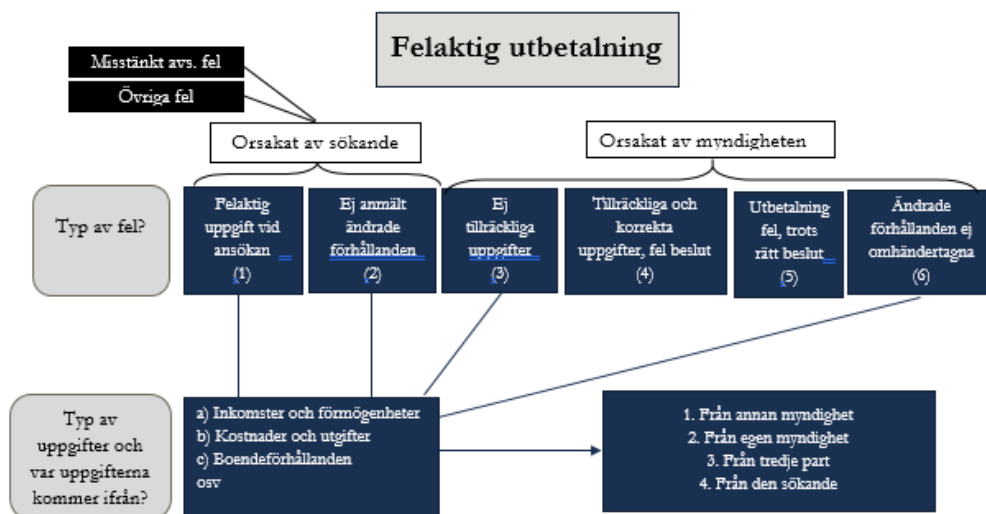 Felaktig utbetalning
Misstänkt avs. fel
Övriga fel
Orsakat av sökande
Orsakat av myndigheten
Typ av fel?
Felaktig
uppgift vid
ansökan
(1)
Ej anmält
ändrade
förhållanden
(2)
Ej
tillräckliga
uppgifter
(3)
Tillräckliga och
korrekta
uppgifter, fel beslut
(4)
Utbetalning
fel, trots
rätt beslut
(5)
Ändrade
förhållanden ej
omhändertagna
(6)
Typ av
uppgifter och
var uppgifterna
kommer ifrån?
a) Inkomster och förmögenheter
b) Kostnader och utgifter
c) Boendeförhållanden
osv
1. Från annan myndighet
2. Från egen myndighet
3. Från tredje part
4. Från den sökande